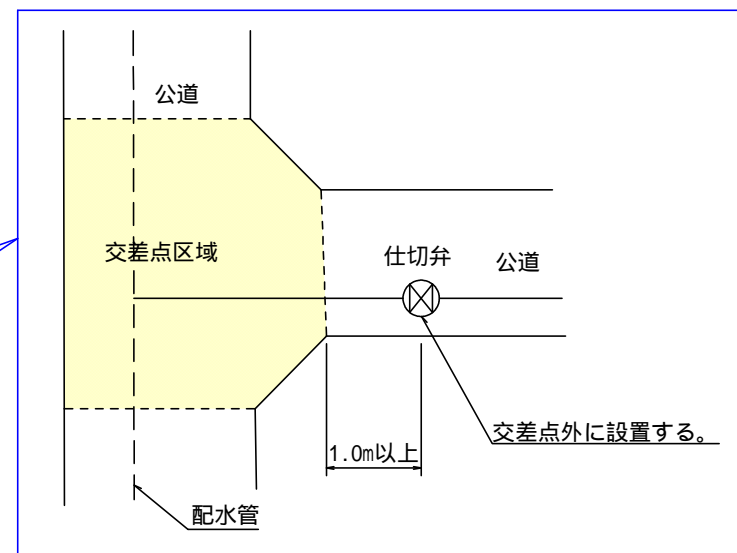 公道
交差点区域
仕切弁
公道
交差点外に設置する。
1.0m以上
配水管